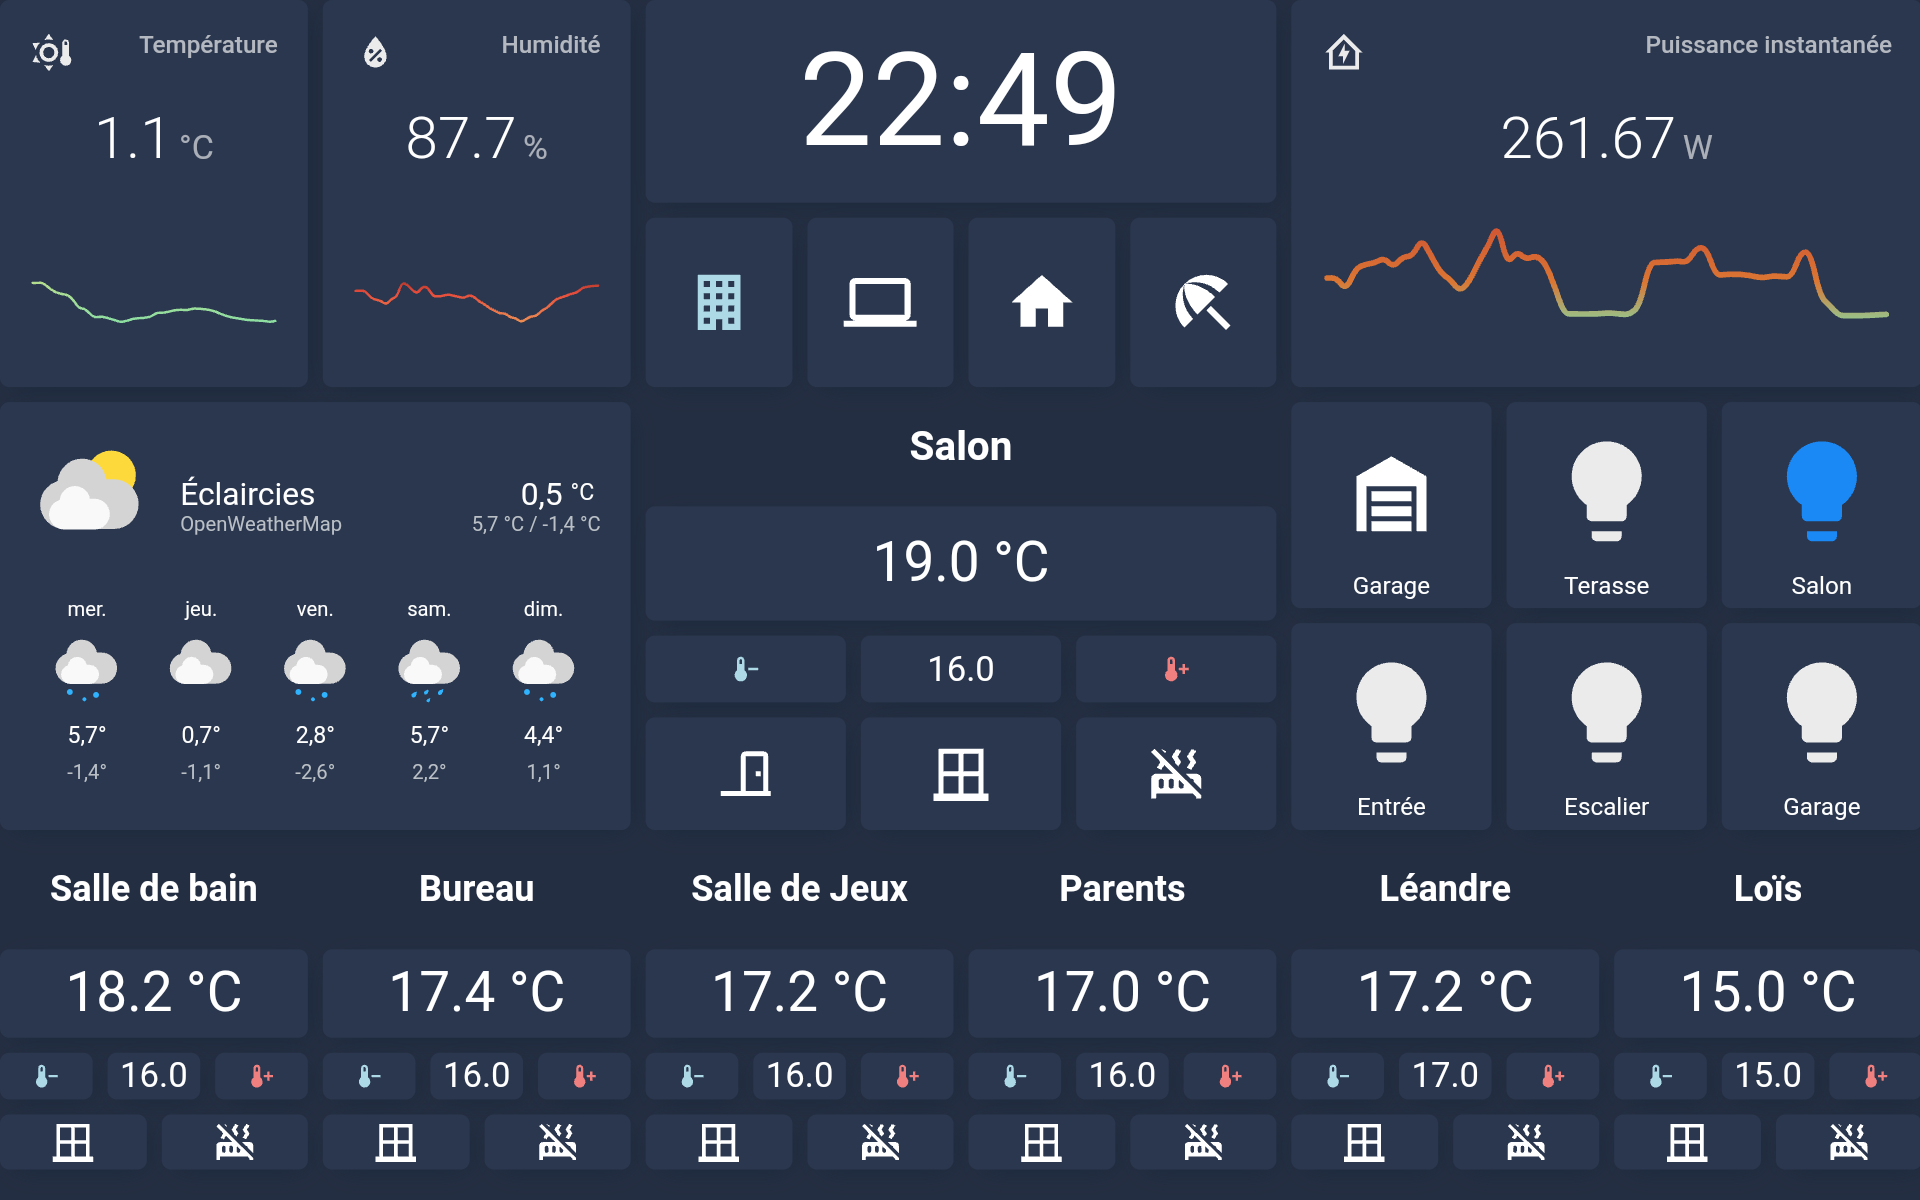 Température
1.1 °C
Humidité
87.7 %
22:49
Puissance instantanée
261.67 W
Éclaircies
OpenWeatherMap
0,5 °C
5,7 °C / -1,4 °C
mer. jeu. ven. sam. dim.
5,7° 0,7° 2,8° 5,7° 4,4°
-1,4° -1,1° -2,6° 2,2° 1,1°
Salon
19.0 °C
16.0
Garage Terasse Salon
Entrée Escalier Garage
Salle de bain Bureau Salle de Jeux Parents Léandre Loïs
18.2 °C 17.4 °C 17.2 °C 17.0 °C 17.2 °C 15.0 °C
16.0 16.0 16.0 16.0 17.0 15.0